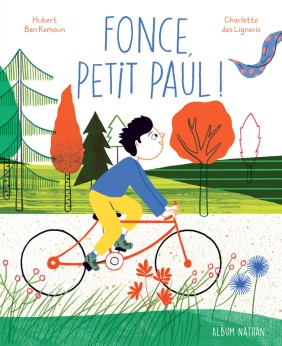 Hubert
Ben Kemoun
Charlotte
des Ligneris
FONCE,
PETIT PAUL !
ALBUM NATHAN